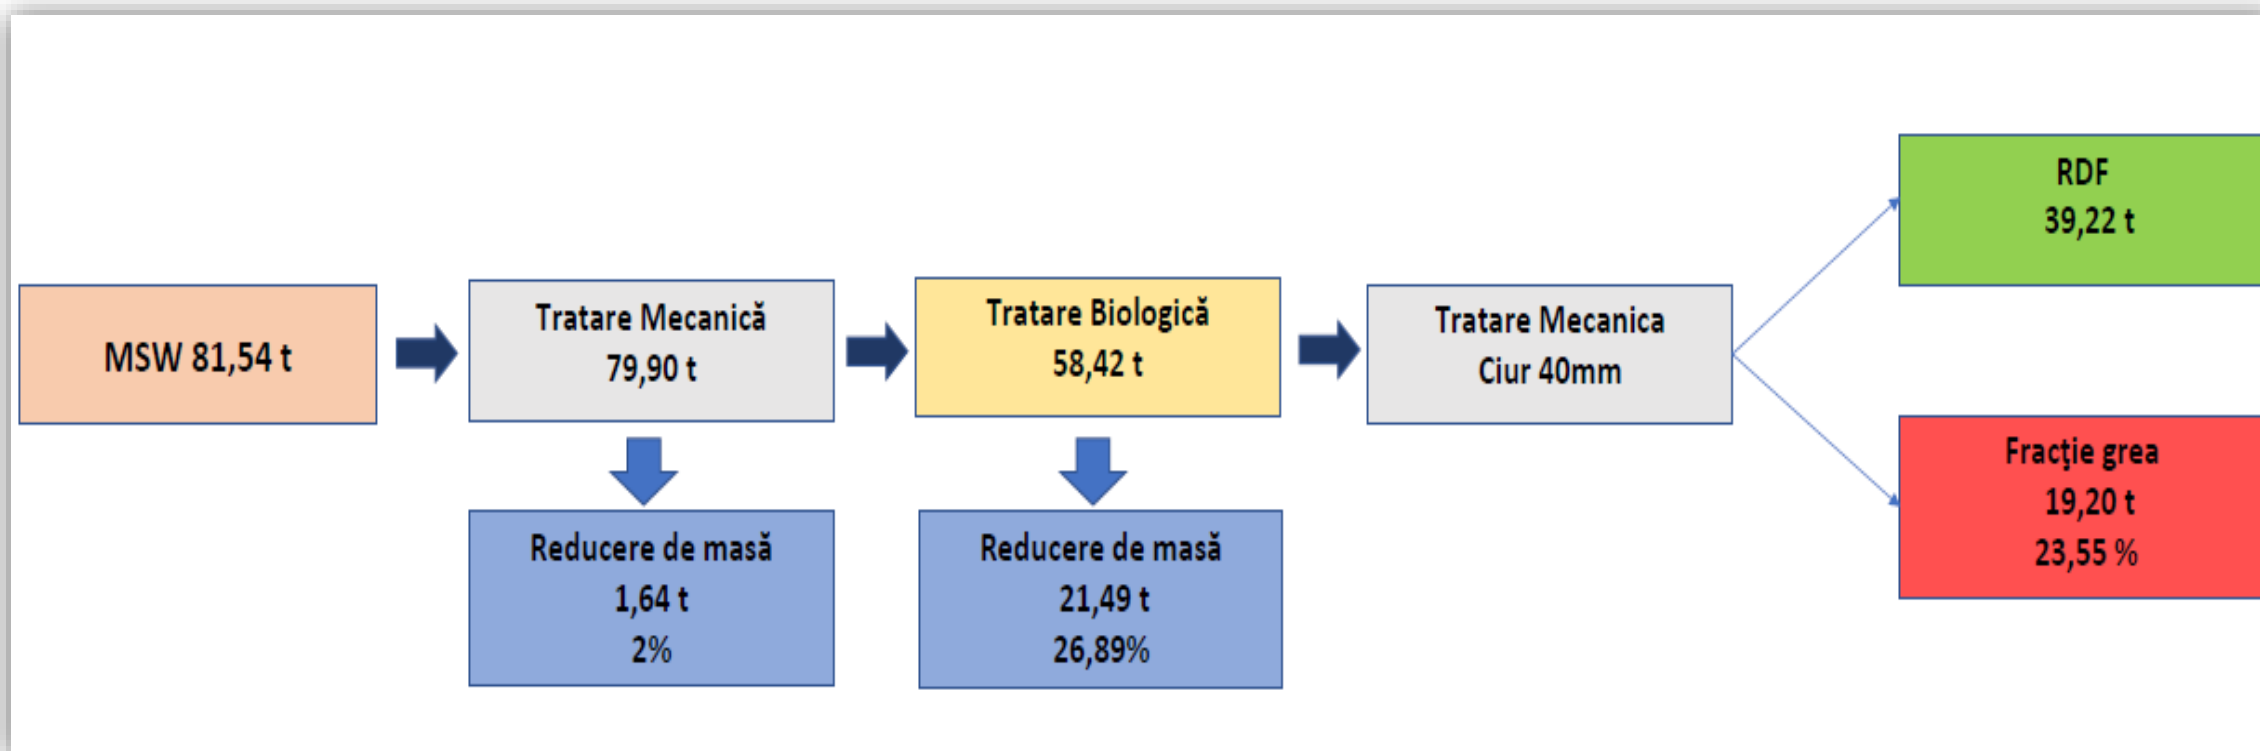 MSW 81,54 t
Tratare Mecanică
79,90 t
Reducere de masă
1,64 t
2%
Tratare Biologică
58,42 t
Reducere de masă
21,49 t
26,89%
Tratare Mecanica
Ciur 40mm
RDF
39,22 t
Fracție grea
19,20 t
23,55 %